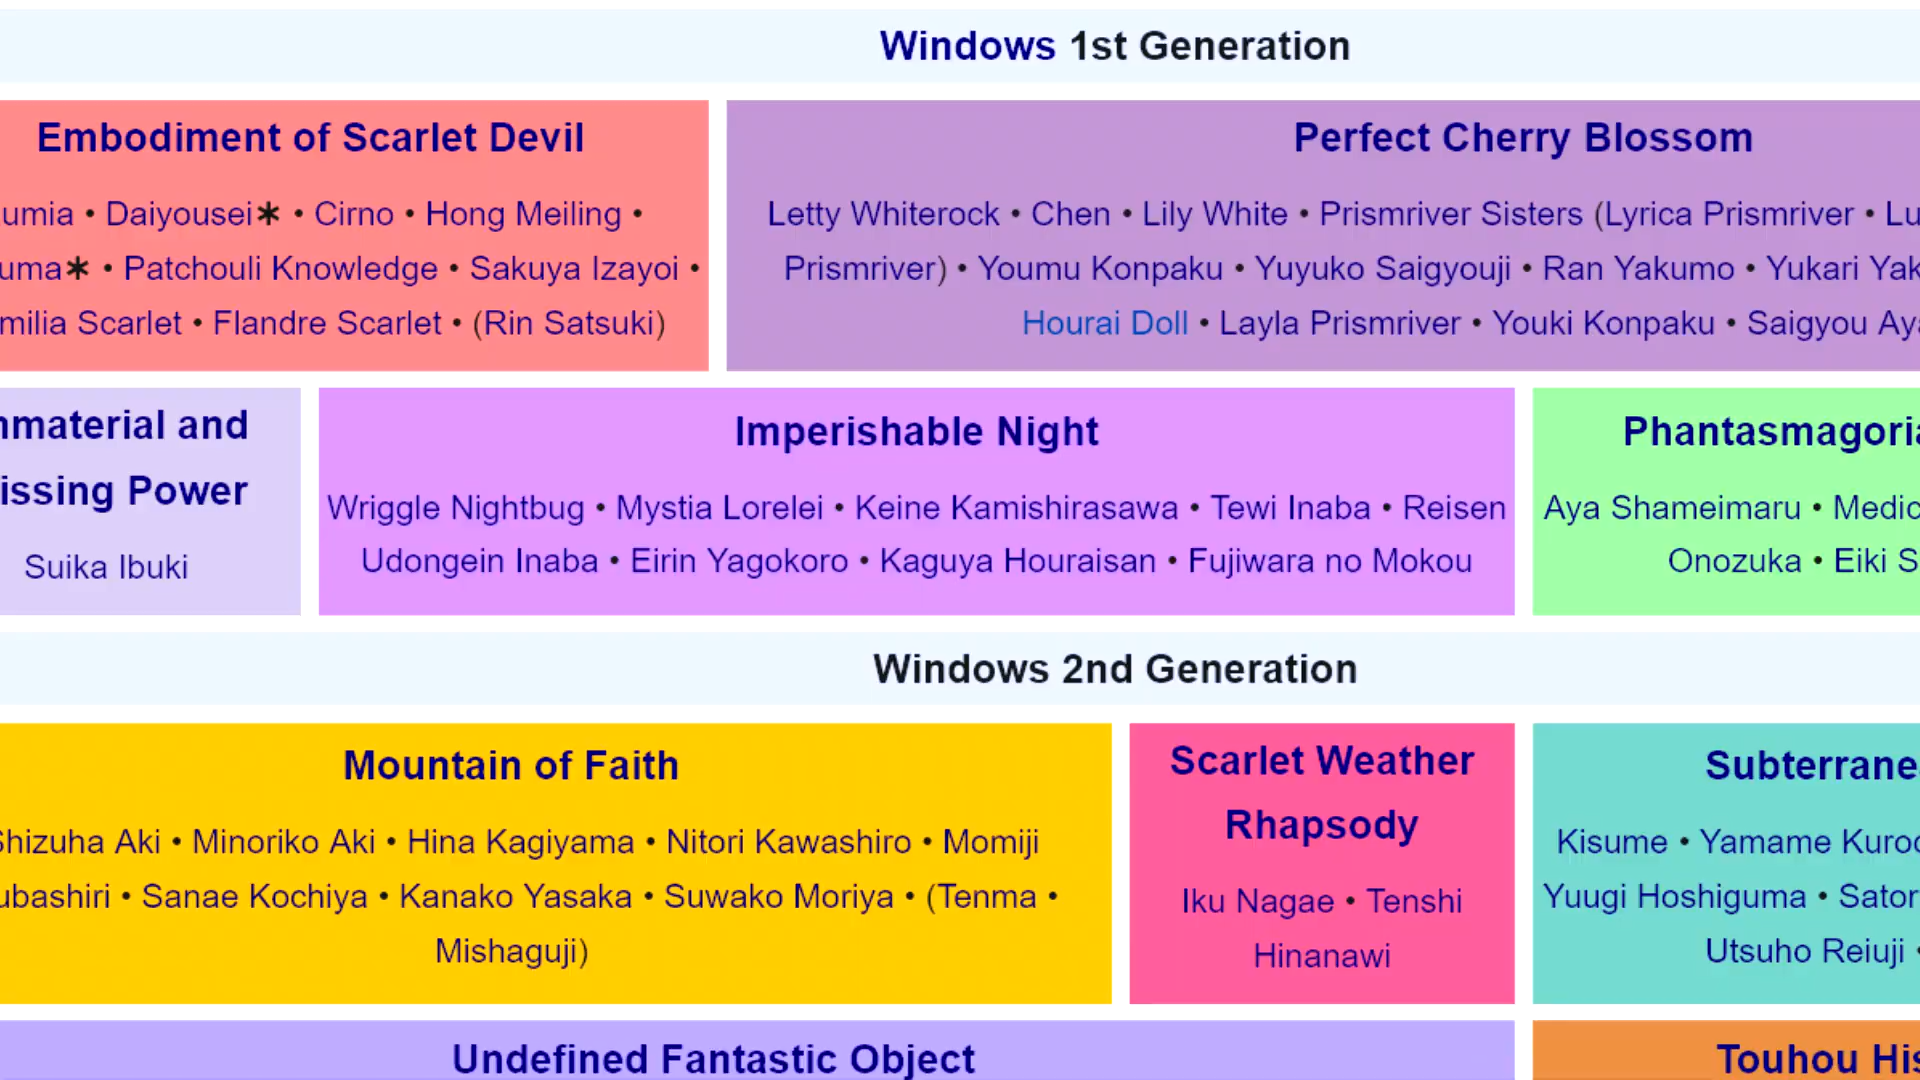 Windows 1st Generation
Embodiment of Scarlet Devil
umia • Daiyousei✱ • Cirno • Hong Meiling •
uma✱ • Patchouli Knowledge • Sakuya Izayoi •
milia Scarlet • Flandre Scarlet • (Rin Satsuki)
Perfect Cherry Blossom
Letty Whiterock • Chen • Lily White • Prismriver Sisters (Lyrica Prismriver • Lu
Prismriver) • Youmu Konpaku • Yuyuko Saigyouji • Ran Yakumo • Yukari Yak
Hourai Doll • Layla Prismriver • Youki Konpaku • Saigyou Aya
mmaterial and
issing Power
Suika Ibuki
Imperishable Night
Wriggle Nightbug • Mystia Lorelei • Keine Kamishirasawa • Tewi Inaba • Reisen
Udongein Inaba • Eirin Yagokoro • Kaguya Houraisan • Fujiwara no Mokou
Phantasmagoria
Aya Shameimaru • Medic
Onozuka • Eiki S
Windows 2nd Generation
Mountain of Faith
Shizuha Aki • Minoriko Aki • Hina Kagiyama • Nitori Kawashiro • Momiji
ubashiri • Sanae Kochiya • Kanako Yasaka • Suwako Moriya • (Tenma •
Mishaguji)
Scarlet Weather
Rhapsody
Iku Nagae • Tenshi
Hinanawi
Subterrane
Kisume • Yamame Kurod
Yuugi Hoshiguma • Sator
Utsuho Reiuji •
Undefined Fantastic Object
Touhou His